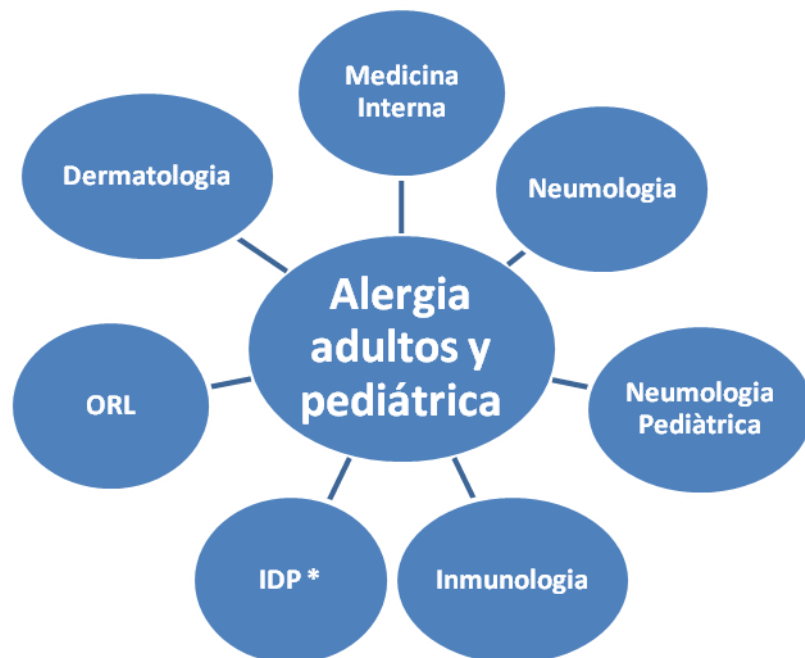 Medicina
Interna
Dermatologia
Neumologia
Alergia
adultos y
pediátrica
ORL
Neumologia
Pediàtrica
IDP *
Inmunologia